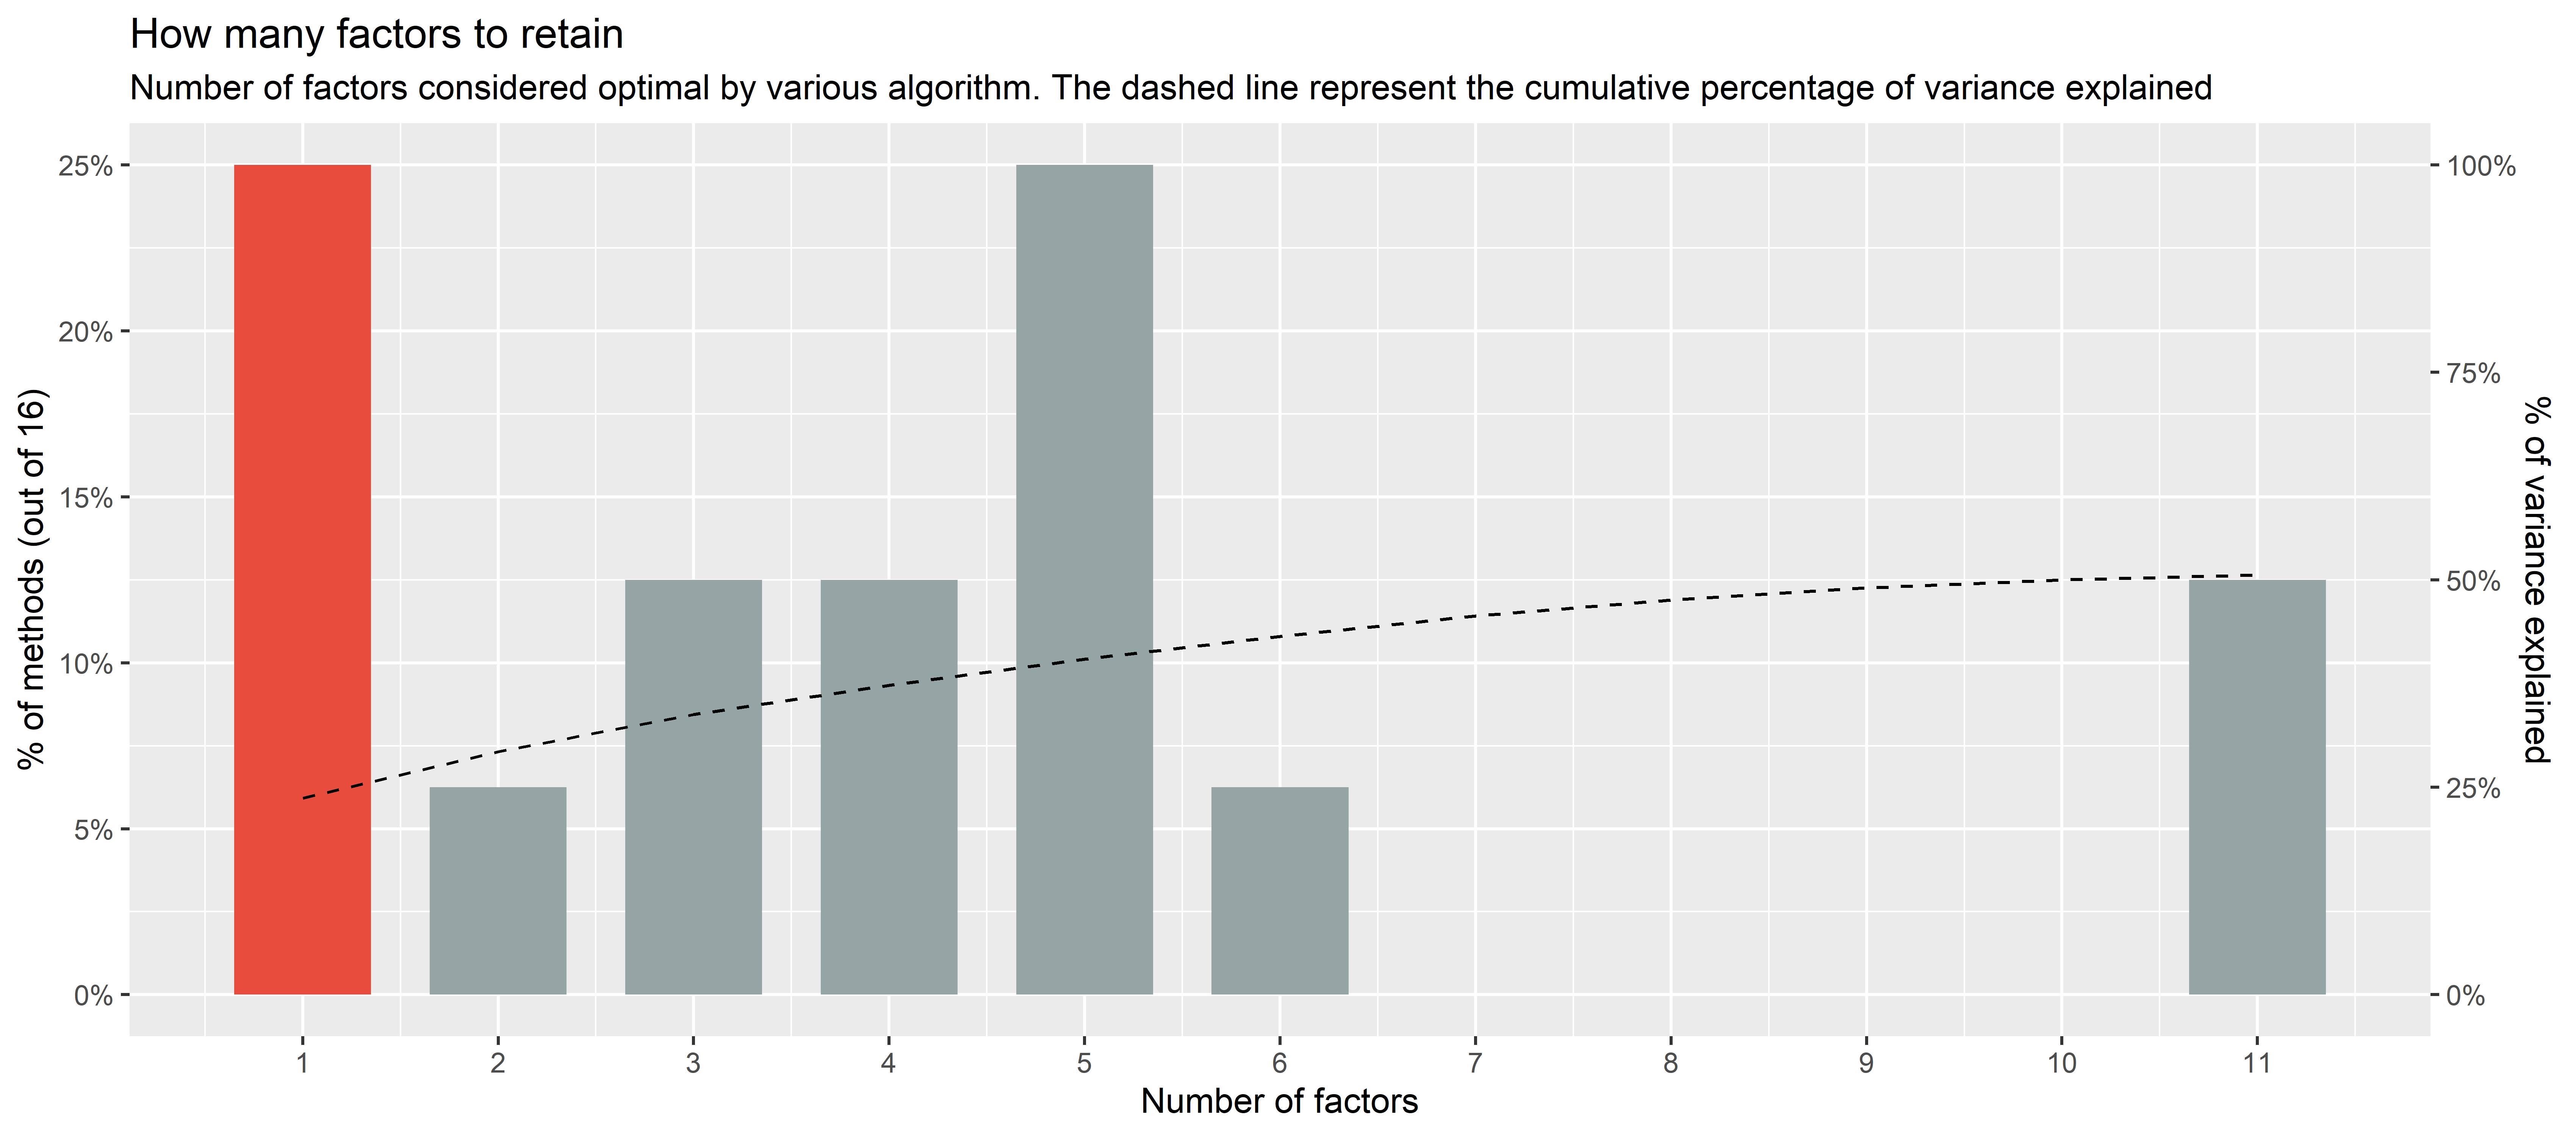 How many factors to retain
Number of factors considered optimal by various algorithm. The dashed line represent the cumulative percentage of variance explained
% of methods (out of 16)
25%
20%
15%
10%
5%
0%
100%
75%
50%
25%
0%
% of variance explained
1 2 3 4 5 6 7 8 9 10 11
Number of factors